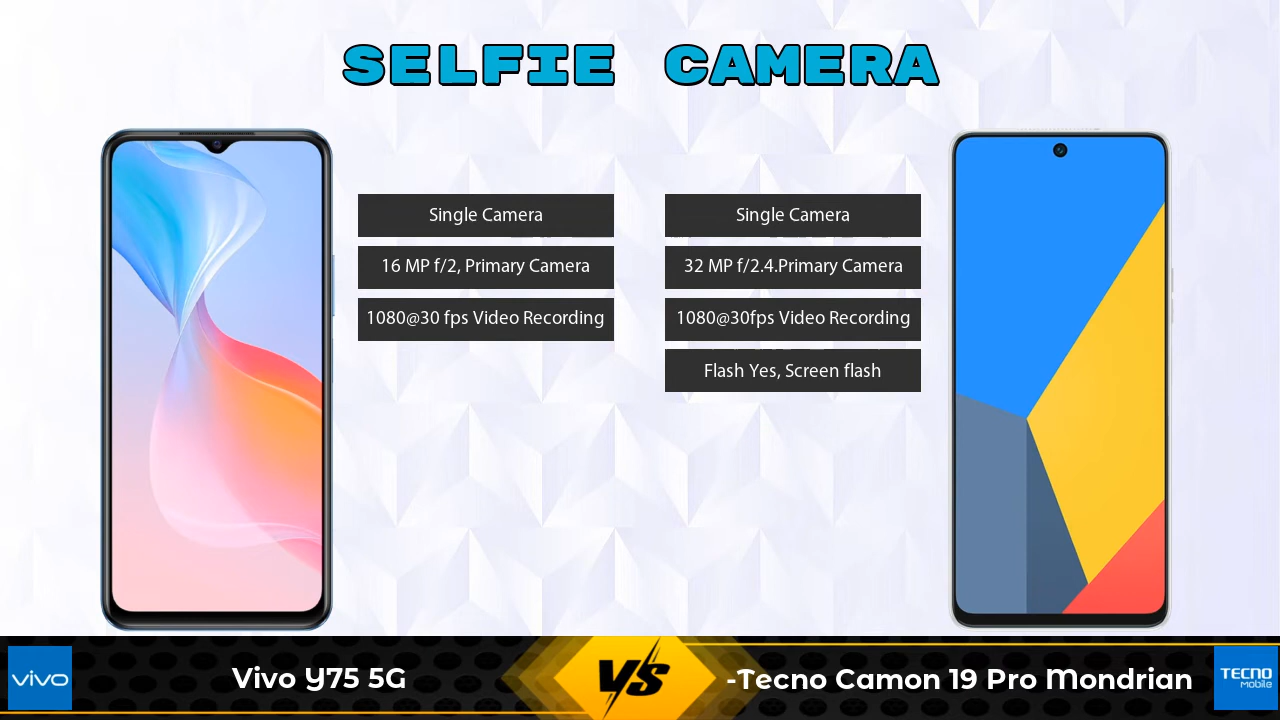 SELFIE CAMERA
Single Camera
16 MP f/2, Primary Camera
1080@30 fps Video Recording
Single Camera
32 MP f/2.4.Primary Camera
1080@30fps Video Recording
Flash Yes, Screen flash
vivo
Vivo Y75 5G
VS
-Tecno Camon 19 Pro Mondrian
TECNO
mobile